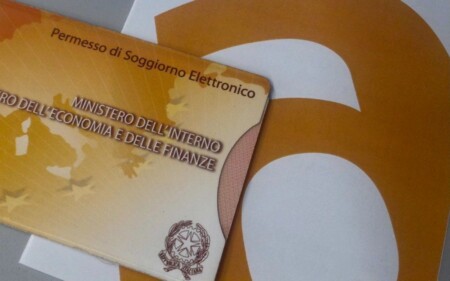 Permesso di Soggiorno Elettronico
MINISTERO DELL'INTERNO
DELL'ECONOMIA E DELLE FINANZE
a